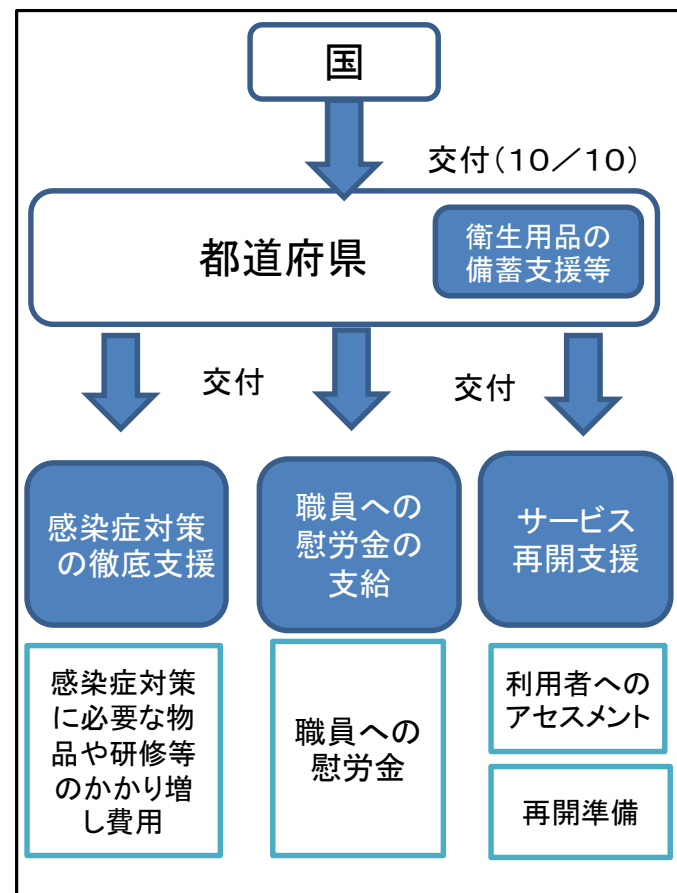 国
交付(10/10)
都道府県
衛生用品の
備蓄支援等
交付
交付
感染症対策
の徹底支援
職員への
慰労金の
支給
サービス
再開支援
感染症対策
に必要な物
品や研修等
のかかり増
し費用
職員への
慰労金
利用者への
アセスメント
再開準備